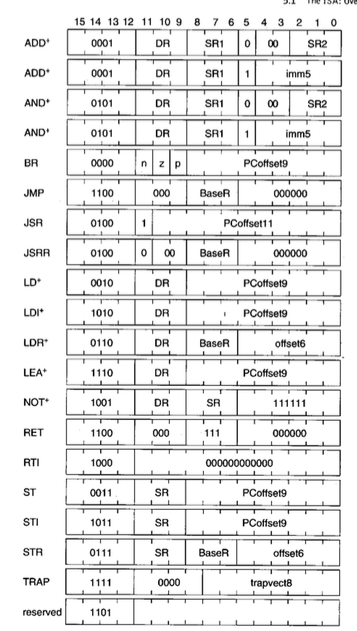 5.1 The ISA: Ove
15 14 13 12 11 10 9 8 7 6 5 4 3 2 1 0
ADD+ 0001 DR SR1 0 00 SR2
ADD+ 0001 DR SR1 1 imm5
AND+ 0101 DR SR1 0 00 SR2
AND+ 0101 DR SR1 1 imm5
BR 0000 n z p PCoffset9
JMP 1100 000 BaseR 000000
JSR 0100 1 PCoffset11
JSRR 0100 0 00 BaseR 000000
LD+ 0010 DR PCoffset9
LDI+ 1010 DR PCoffset9
LDR+ 0110 DR BaseR offset6
LEA+ 1110 DR PCoffset9
NOT+ 1001 DR SR 111111
RET 1100 000 111 000000
RTI 1000 000000000000
ST 0011 SR PCoffset9
STI 1011 SR PCoffset9
STR 0111 SR BaseR offset6
TRAP 1111 0000 trapvect8
reserved 1101